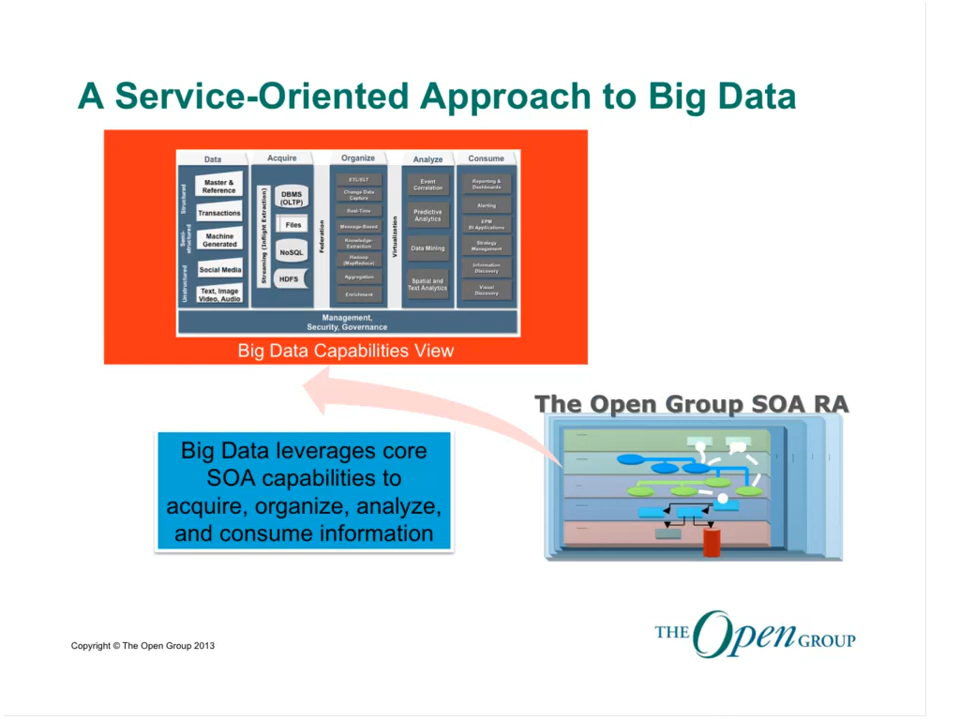 A Service-Oriented Approach to Big Data
Data
Acquire
Organize
Analyze
Consume
Structured
Semi-
structured
Unstructured
Master &
Reference
Transactions
Machine
Generated
Social Media
Text, Image
Video, Audio
Streaming (Inflight Extraction)
DBMS
(OLTP)
Files
NoSQL
HDFS
Federation
ETL/ELT
Change Data
Capture
Real-Time
Message-Based
Knowledge-
Extraction
Hadoop
(MapReduce)
Aggregation
Enrichment
Virtualization
Event
Correlation
Predictive
Analytics
Data Mining
Spatial and
Text Analytics
Reporting &
Dashboards
Alerting
EPM
BI Applications
Strategy
Management
Information
Discovery
Visual
Discovery
Management,
Security, Governance
Big Data Capabilities View
The Open Group SOA RA
Big Data leverages core
SOA capabilities to
acquire, organize, analyze,
and consume information
Copyright © The Open Group 2013
THE Open GROUP